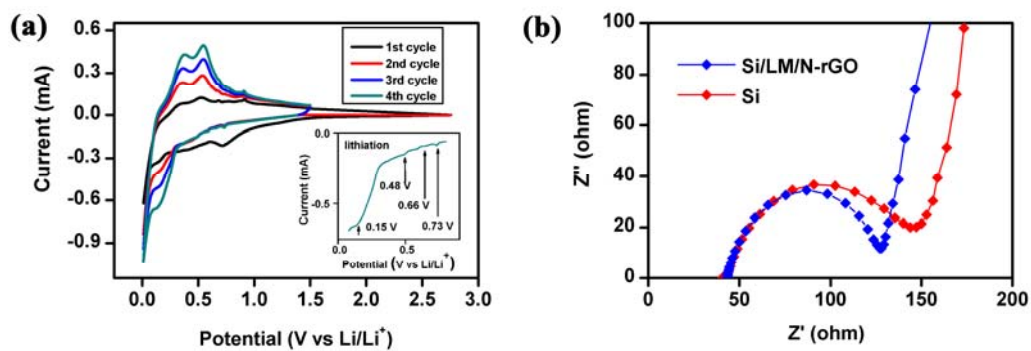 (a)
0.6
0.3
0.0
-0.3
-0.6
-0.9
Current (mA)
1st cycle
2nd cycle
3rd cycle
4th cycle
0.0
lithiation
-0.5
Current (mA)
0.48 V
0.66 V
0.15 V
0.73 V
0.5
Potential (V vs Li/Li+)
0.0 0.5 1.0 1.5 2.0 2.5 3.0
Potential (V vs Li/Li+)
(b)
100
80
60
40
20
0
Z'' (ohm)
Si/LM/N-rGO
Si
0 50 100 150 200
Z' (ohm)